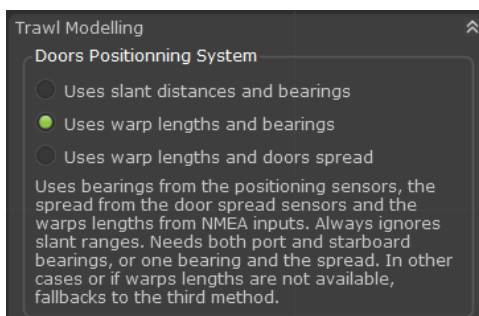 Trawl Modelling
Doors Positionning System
Uses slant distances and bearings
Uses warp lengths and bearings
Uses warp lengths and doors spread
Uses bearings from the positioning sensors, the
spread from the door spread sensors and the
warps lengths from NMEA inputs. Always ignores
slant ranges. Needs both port and starboard
bearings, or one bearing and the spread. In other
cases or if warps lengths are not available,
fallbacks to the third method.